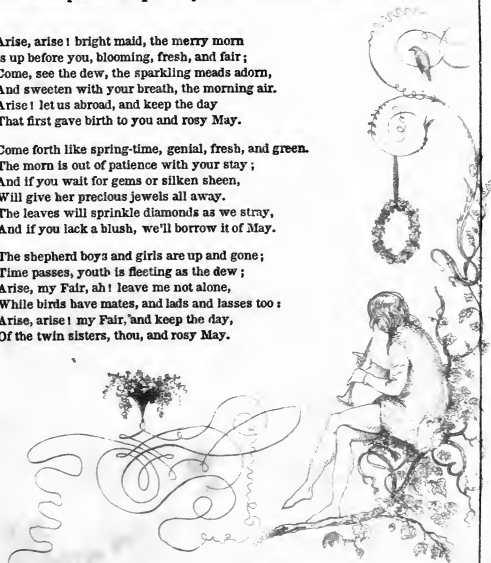 Arise, arise! bright maid, the merry morn
Is up before you, blooming, fresh, and fair;
Come, see the dew, the sparkling meads adorn,
And sweeten with your breath, the morning air.
Arise! let us abroad, and keep the day
That first gave birth to you and rosy May.
Come forth like spring-time, genial, fresh, and green.
The morn is out of patience with your stay;
And if you wait for gems or silken sheen,
Will give her precious jewels all away.
The leaves will sprinkle diamonds as we stray,
And if you lack a blush, we'll borrow it of May.
The shepherd boys and girls are up and gone;
Time passes, youth is fleeting as the dew;
Arise, my Fair, ah! leave me not alone,
While birds have mates, and lads and lasses too:
Arise, arise! my Fair, and keep the day,
Of the twin sisters, thou, and rosy May.